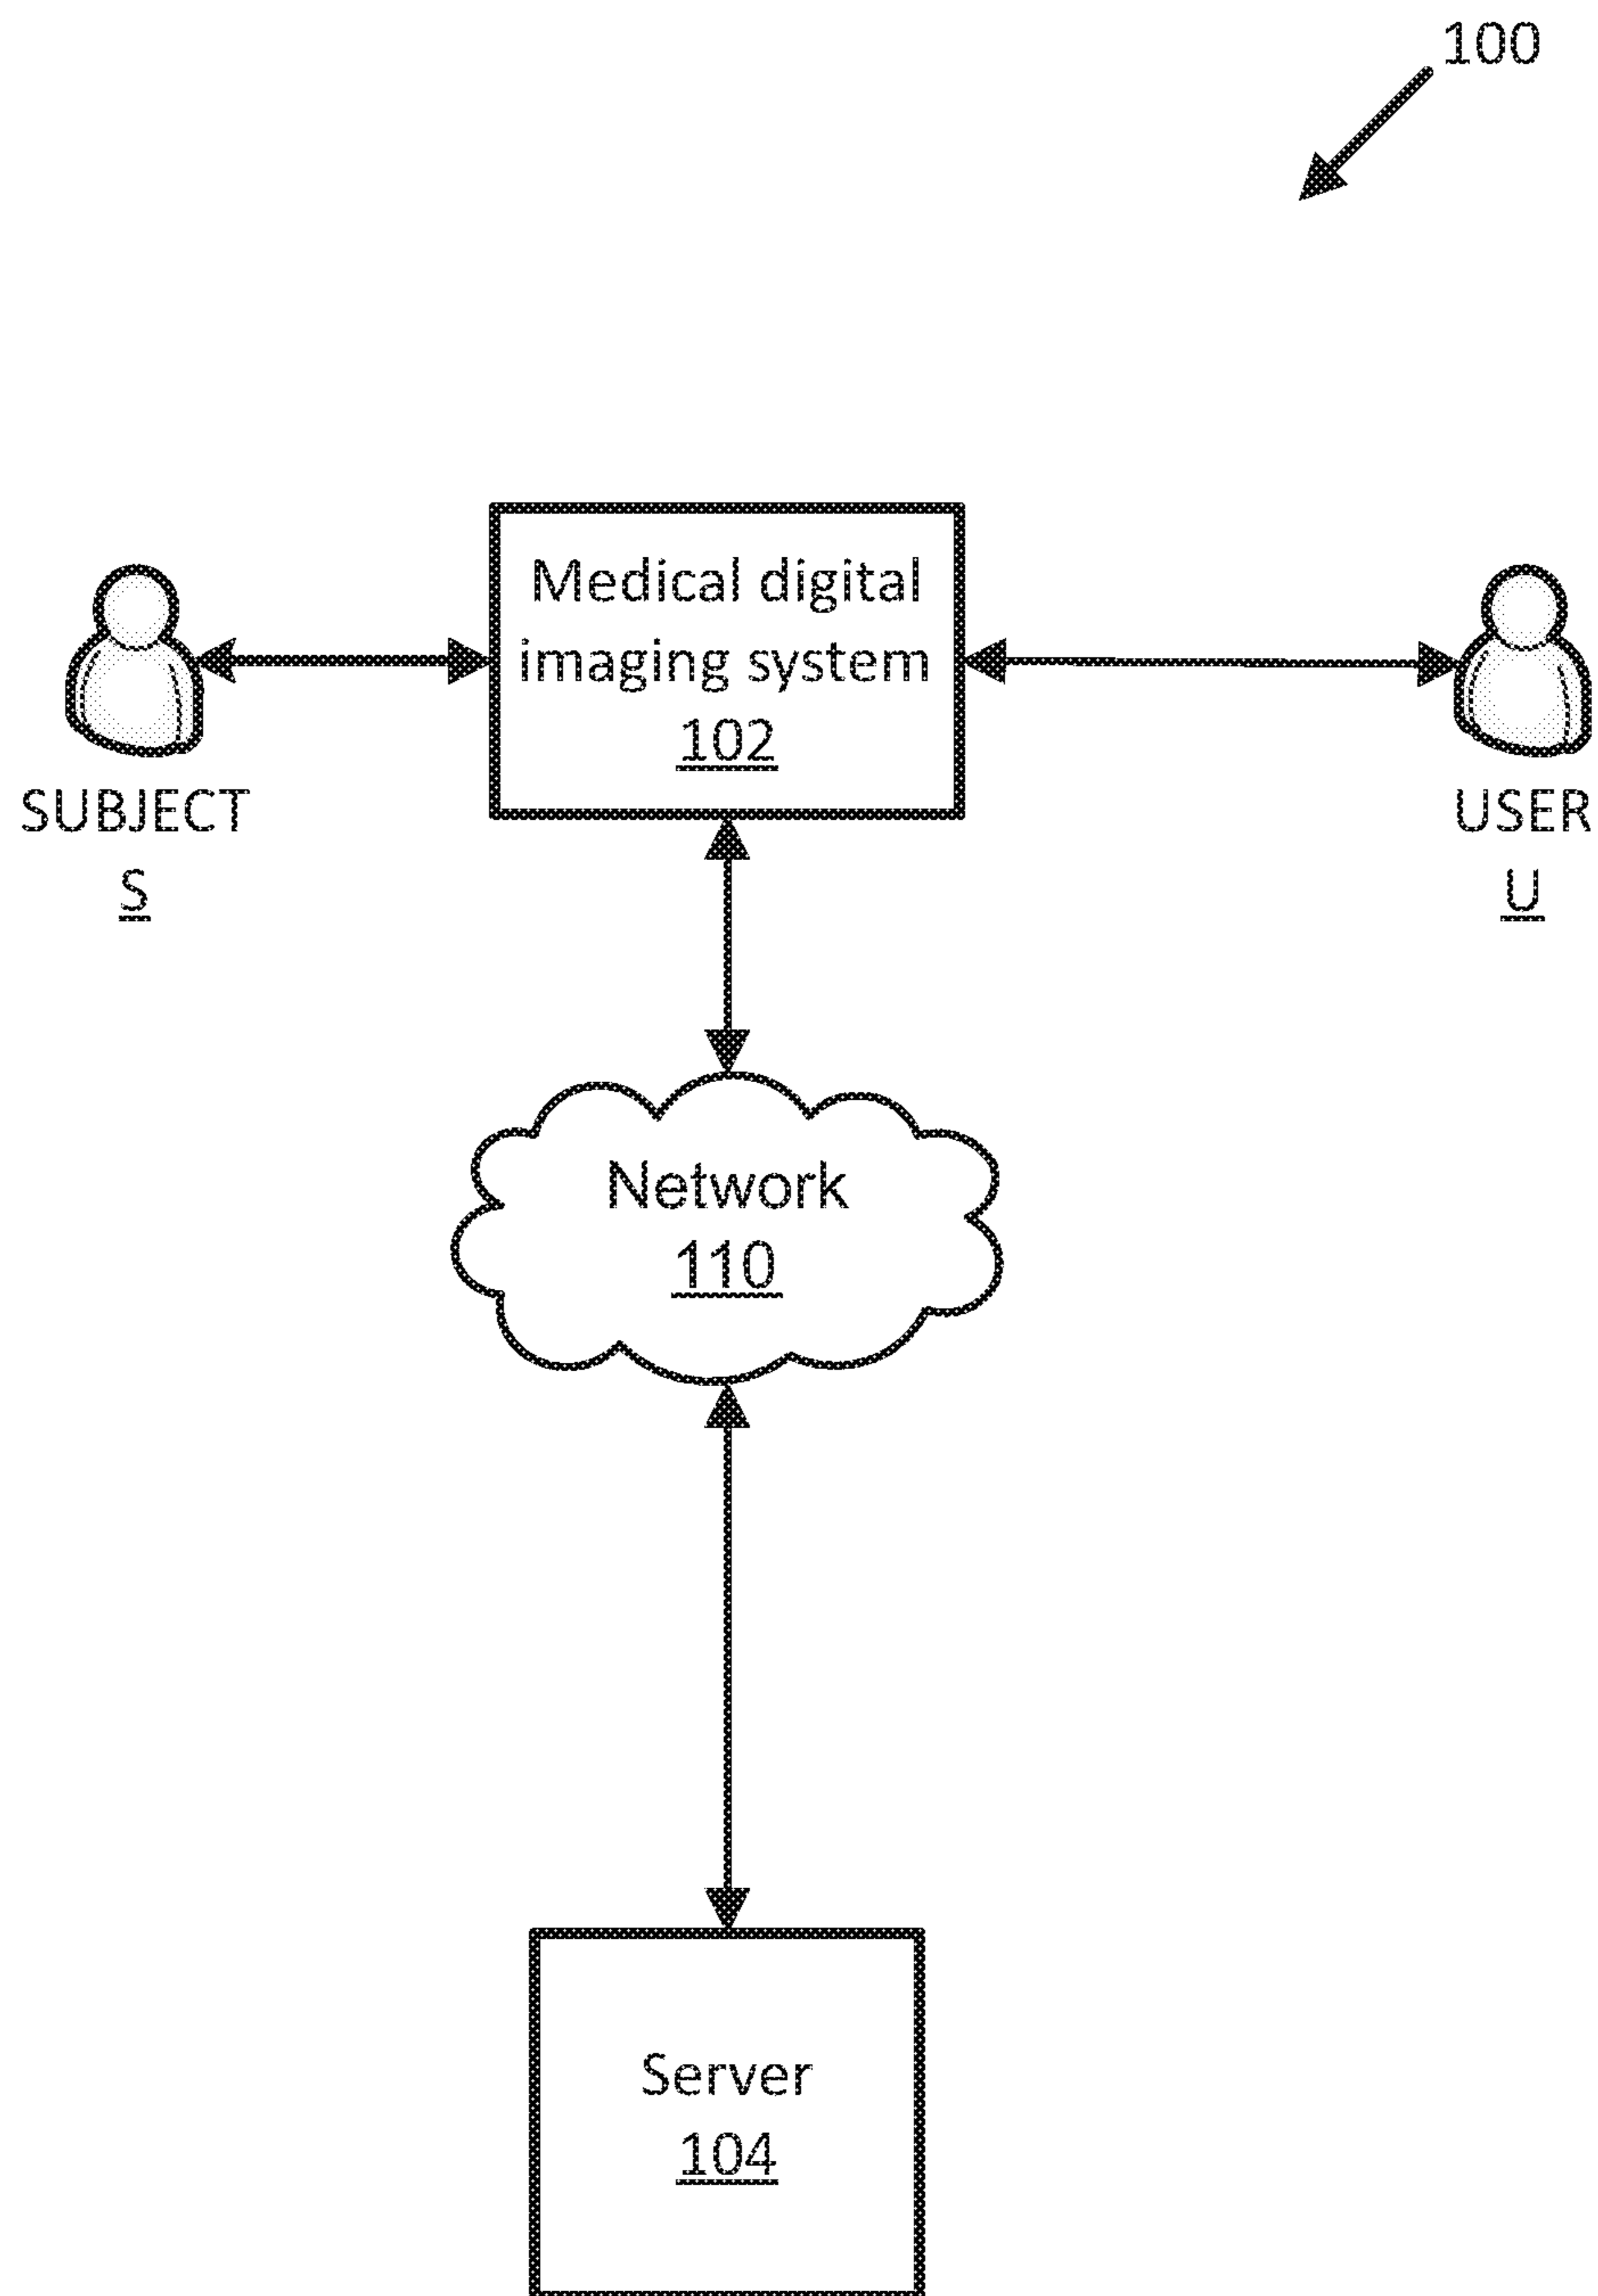 100
Medical digital
imaging system
102
SUBJECT
S
USER
U
Network
110
Server
104